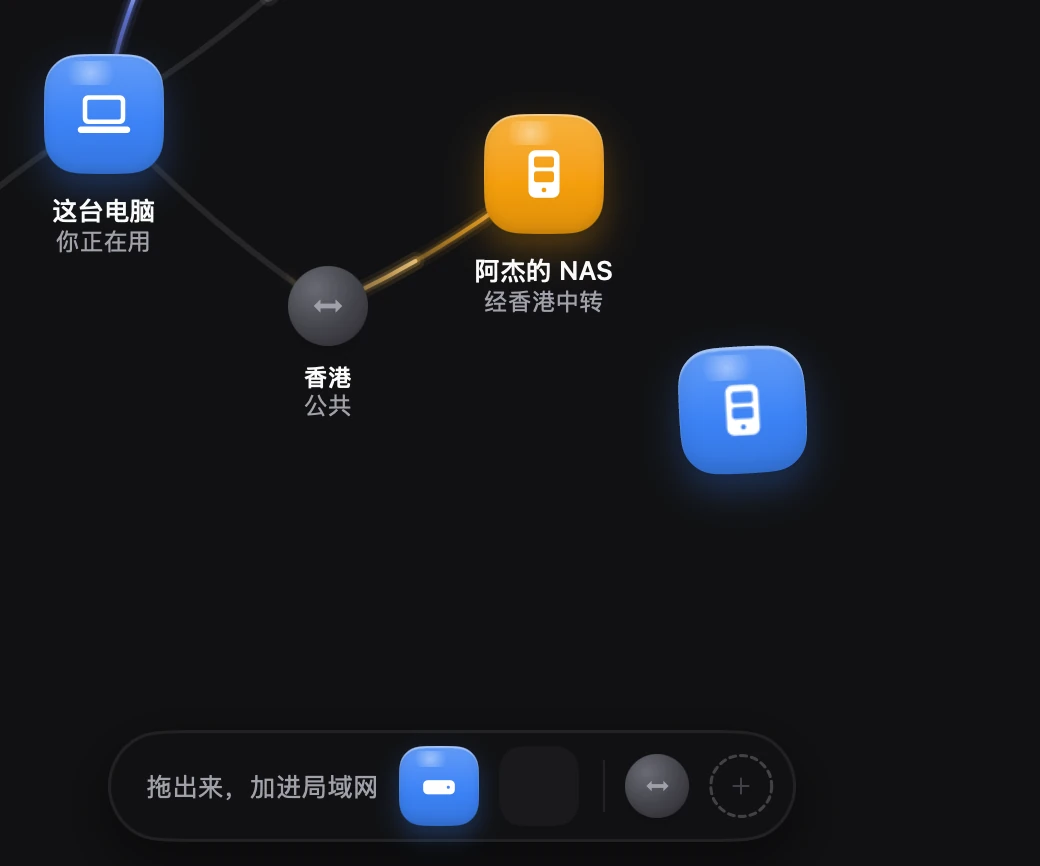 这台电脑
你正在用
阿杰的 NAS
经香港中转
香港
公共
拖出来，加进局域网